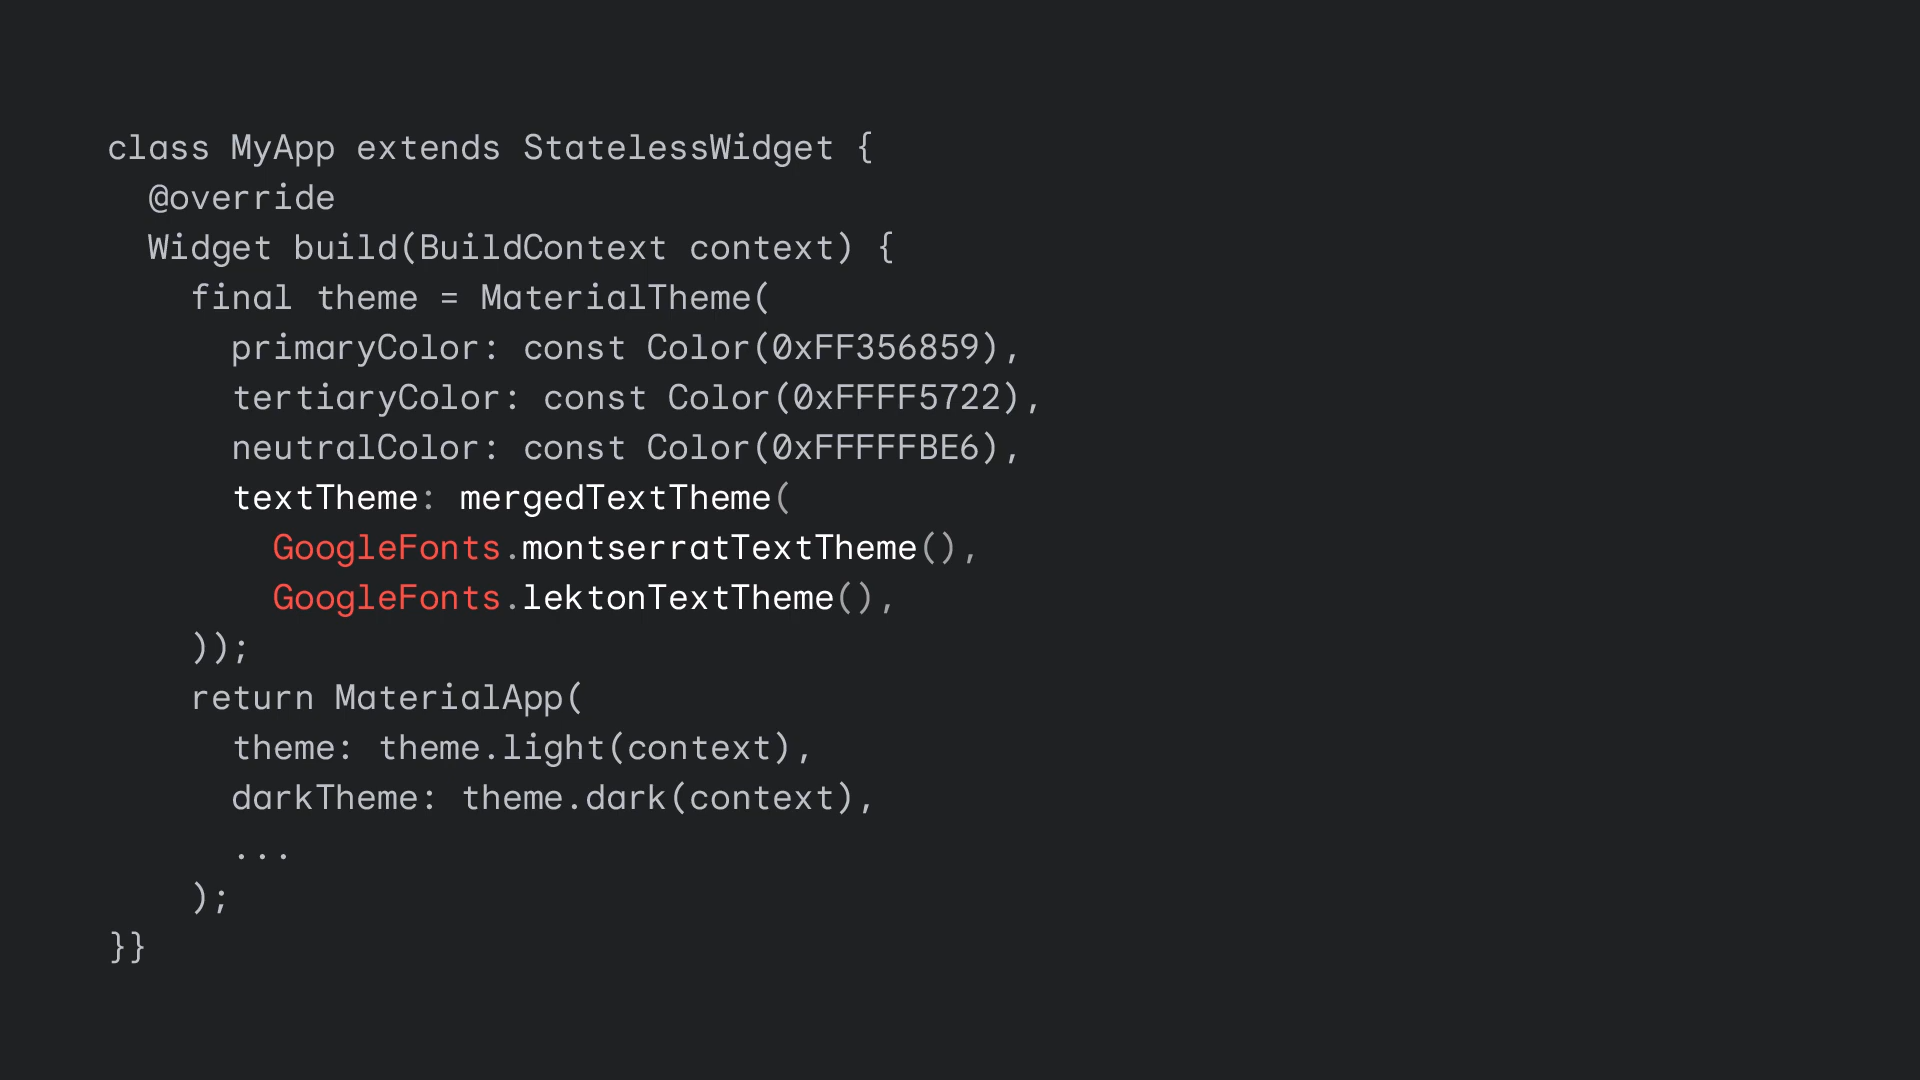 class MyApp extends StatelessWidget {
  @override
  Widget build(BuildContext context) {
    final theme = MaterialTheme(
      primaryColor: const Color(0xFF356859),
      tertiaryColor: const Color(0xFFFF5722),
      neutralColor: const Color(0xFFFFFBE6),
      textTheme: mergedTextTheme(
        GoogleFonts.montserratTextTheme(),
        GoogleFonts.lektonTextTheme(),
    ));
    return MaterialApp(
      theme: theme.light(context),
      darkTheme: theme.dark(context),
      ...
    );
}}